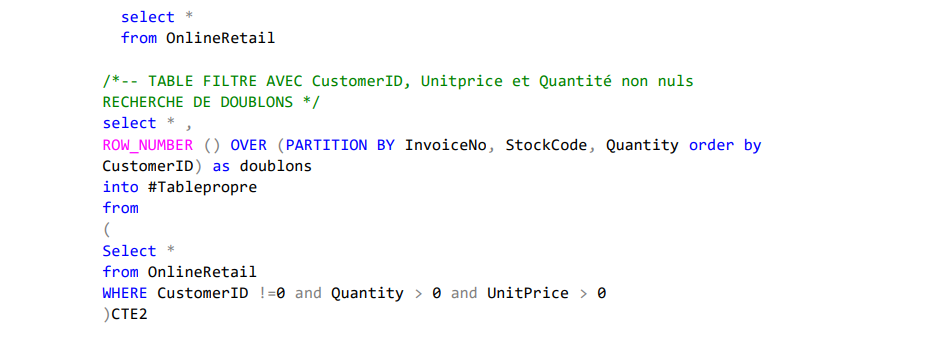 select *
from OnlineRetail
/*-- TABLE FILTRE AVEC CustomerID, Unitprice et Quantité non nuls
RECHERCHE DE DOUBLONS */
select * ,
ROW_NUMBER () OVER (PARTITION BY InvoiceNo, StockCode, Quantity order by
CustomerID) as doublons
into #Tablepropre
from
(
Select *
from OnlineRetail
WHERE CustomerID !=0 and Quantity > 0 and UnitPrice > 0
)CTE2